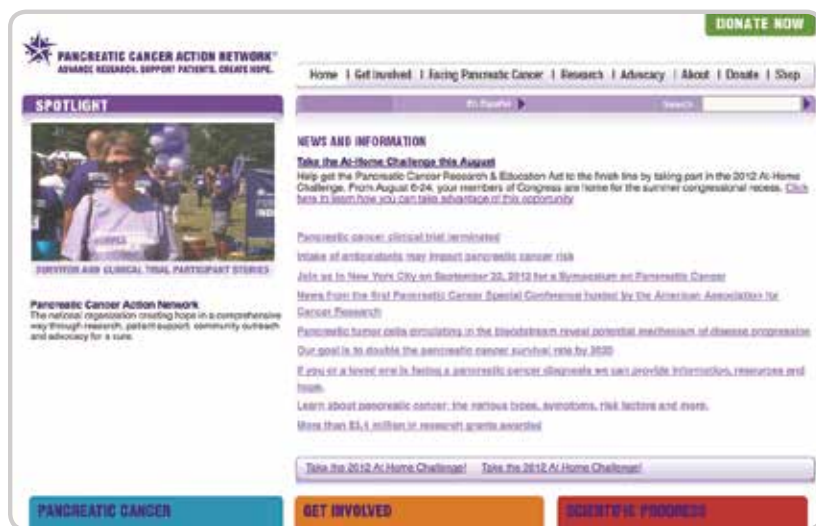 DONATE NOW
PANCREATIC CANCER ACTION NETWORK
ADVANCE RESEARCH. SUPPORT PATIENTS. CREATE HOPE.
Home | Get Involved | Facing Pancreatic Cancer | Research | Advocacy | About | Donate | Shop
SPOTLIGHT
En Español
Search
NEWS AND INFORMATION
Take the At-Home Challenge this August
Help get the Pancreatic Cancer Research & Education Act to the finish line by taking part in the 2012 At-Home
Challenge. From August 6-24, your members of Congress are home for the summer congressional recess. Click
here to learn how you can take advantage of this opportunity
Pancreatic cancer clinical trial terminated
Intake of antioxidants may impact pancreatic cancer risk
Join us in New York City on September 22, 2012 for a Symposium on Pancreatic Cancer
News from the first Pancreatic Cancer Special Conference hosted by the American Association for
Cancer Research
Pancreatic tumor cells circulating in the bloodstream reveal potential mechanism of disease progression
Our goal is to double the pancreatic cancer survival rate by 2020
If you or a loved one is facing a pancreatic cancer diagnosis we can provide information, resources and
hope.
Learn about pancreatic cancer, the various types, symptoms, risk factors and more.
More than $3.4 million in research grants awarded
SURVIVOR AND CLINICAL TRIAL PARTICIPANT STORIES
Pancreatic Cancer Action Network
The national organization creating hope in a comprehensive
way through research, patient support, community outreach
and advocacy for a cure.
Take the 2012 At Home Challenge! Take the 2012 At Home Challenge!
PANCREATIC CANCER
GET INVOLVED
SCIENTIFIC PROGRESS